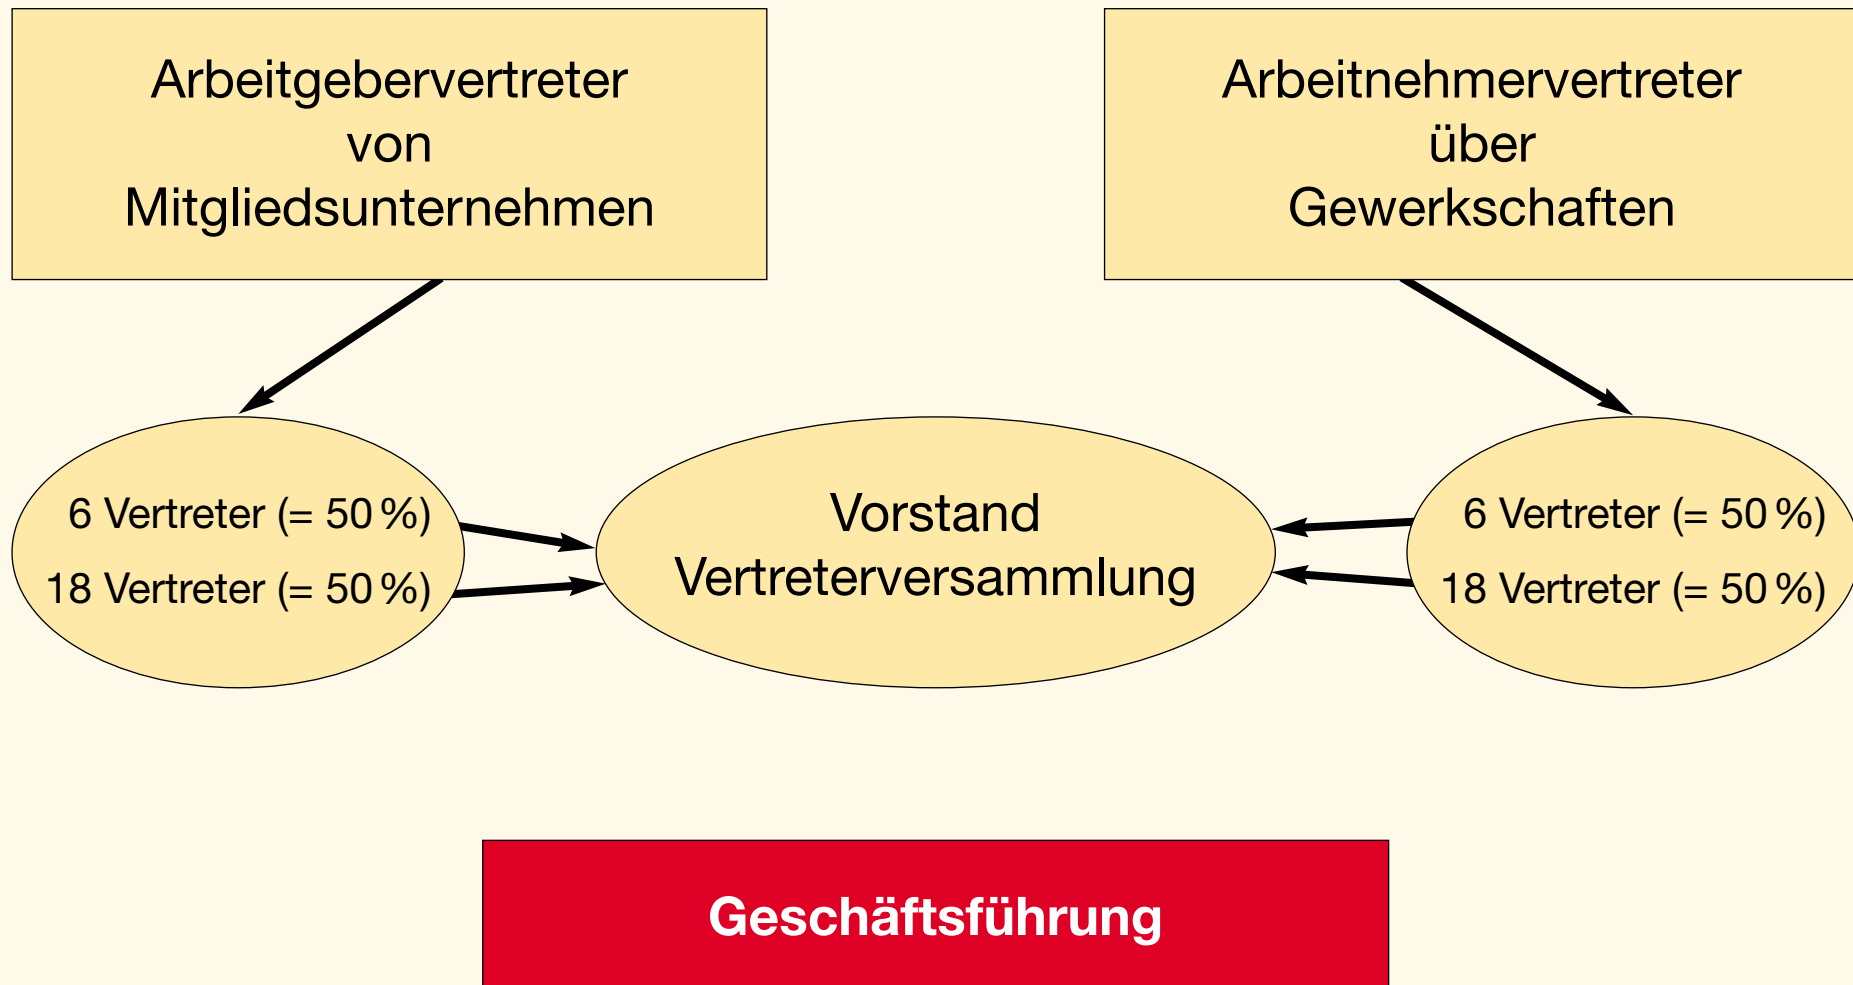 Arbeitgebervertreter
von
Mitgliedsunternehmen
Arbeitnehmervertreter
über
Gewerkschaften
6 Vertreter (= 50 %)
18 Vertreter (= 50 %)
Vorstand
Vertreterversammlung
6 Vertreter (= 50 %)
18 Vertreter (= 50 %)
Geschäftsführung